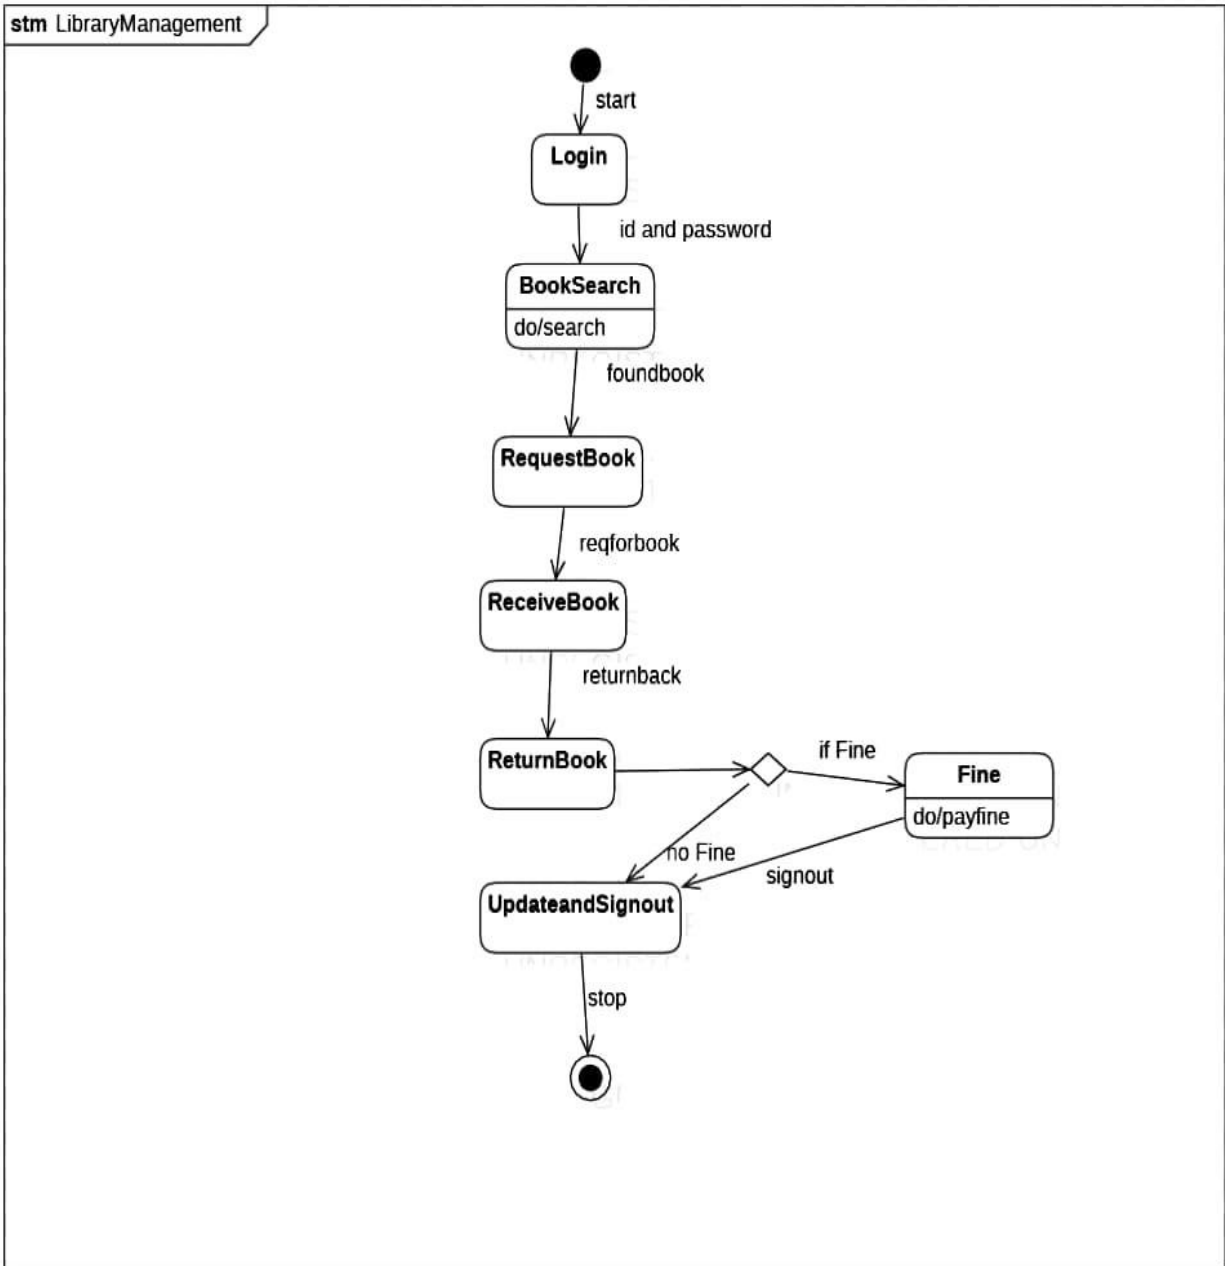 stm LibraryManagement
start
Login
id and password
BookSearch
do/search
foundbook
RequestBook
reqforbook
ReceiveBook
returnback
ReturnBook
if Fine
Fine
do/payfine
no Fine
signout
UpdateandSignout
stop